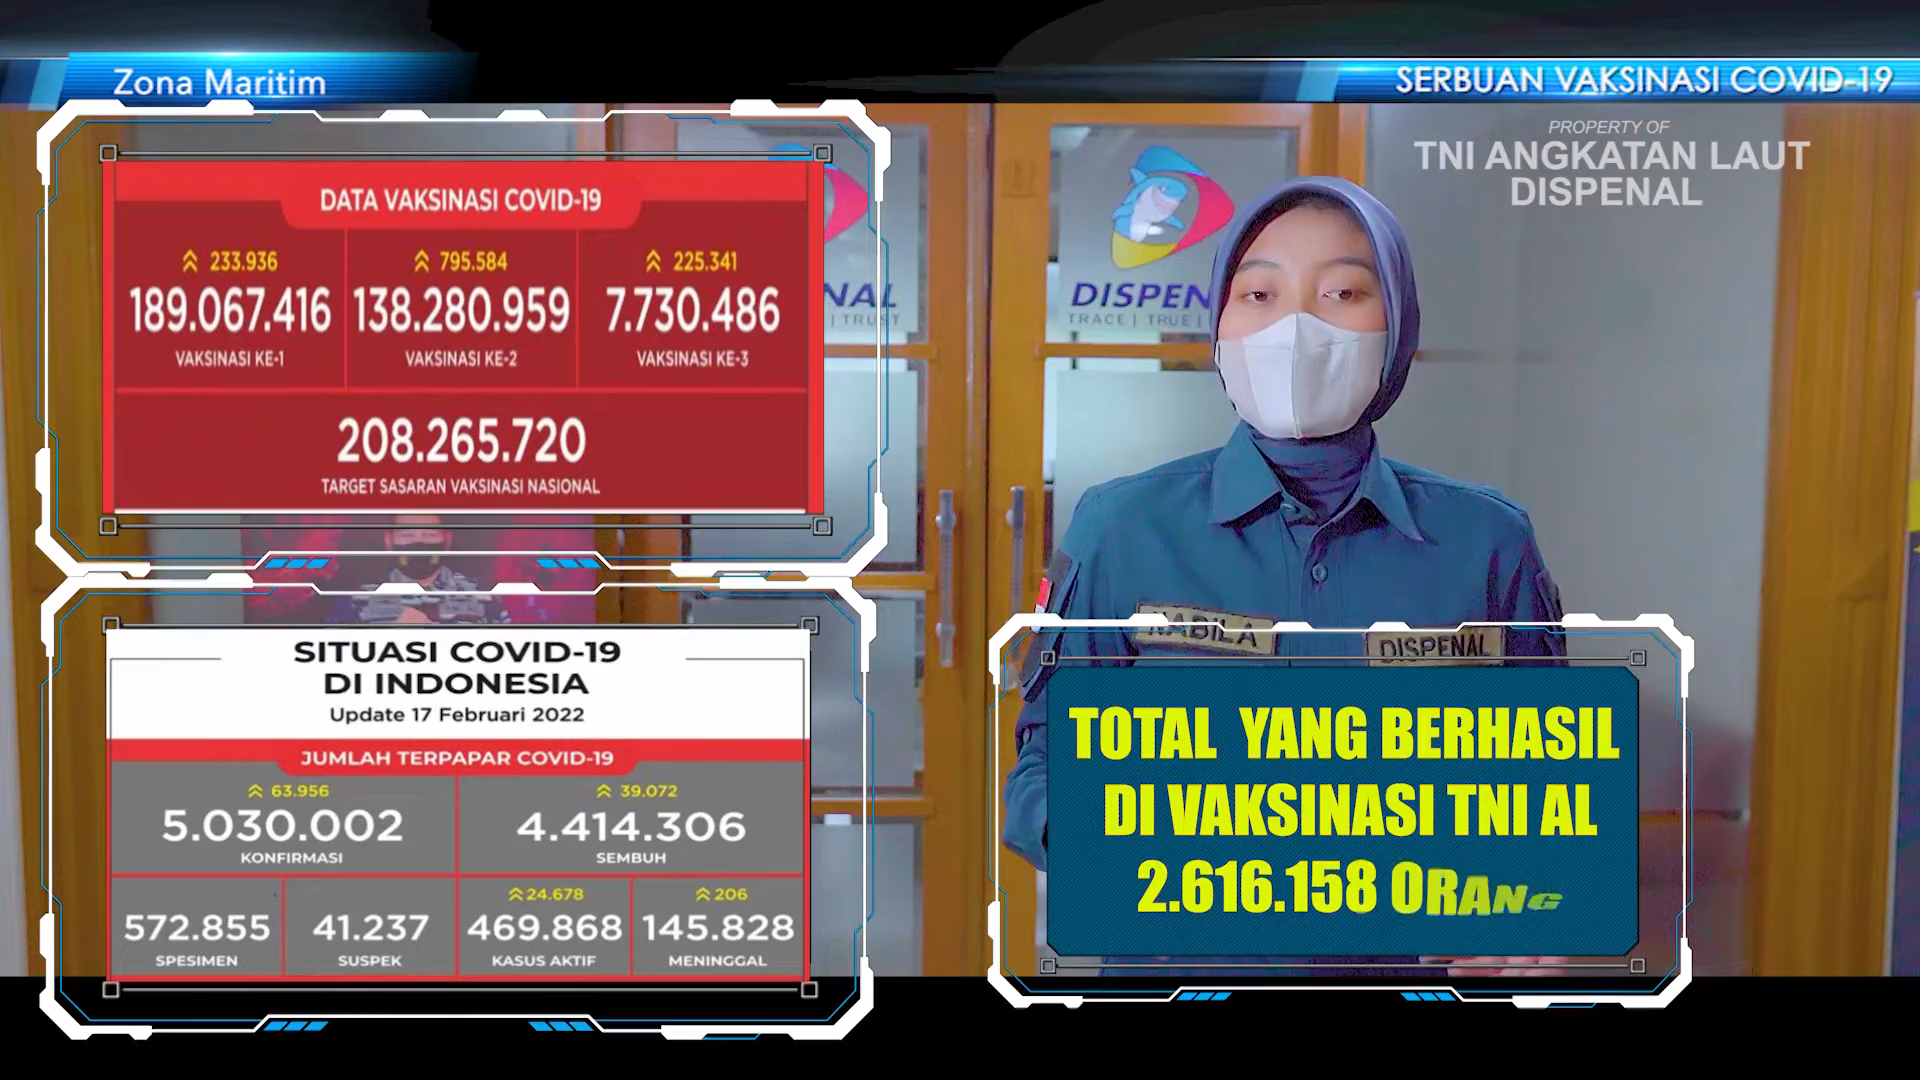 Zona Maritim
SERBUAN VAKSINASI COVID-19
PROPERTY OF
TNI ANGKATAN LAUT
DISPENAL
DATA VAKSINASI COVID-19
233.936
795.584
225.341
189.067.416
138.280.959
7.730.486
VAKSINASI KE-1
VAKSINASI KE-2
VAKSINASI KE-3
208.265.720
TARGET SASARAN VAKSINASI NASIONAL
NAL
| TRUST
DISPEN
TRACE | TRUE |
NABILA
DISPENAL
SITUASI COVID-19
DI INDONESIA
Update 17 Februari 2022
JUMLAH TERPAPAR COVID-19
63.956
39.072
5.030.002
4.414.306
KONFIRMASI
SEMBUH
24.678
206
572.855
41.237
469.868
145.828
SPESIMEN
SUSPEK
KASUS AKTIF
MENINGGAL
TOTAL YANG BERHASIL
DI VAKSINASI TNI AL
2.616.158 ORANG